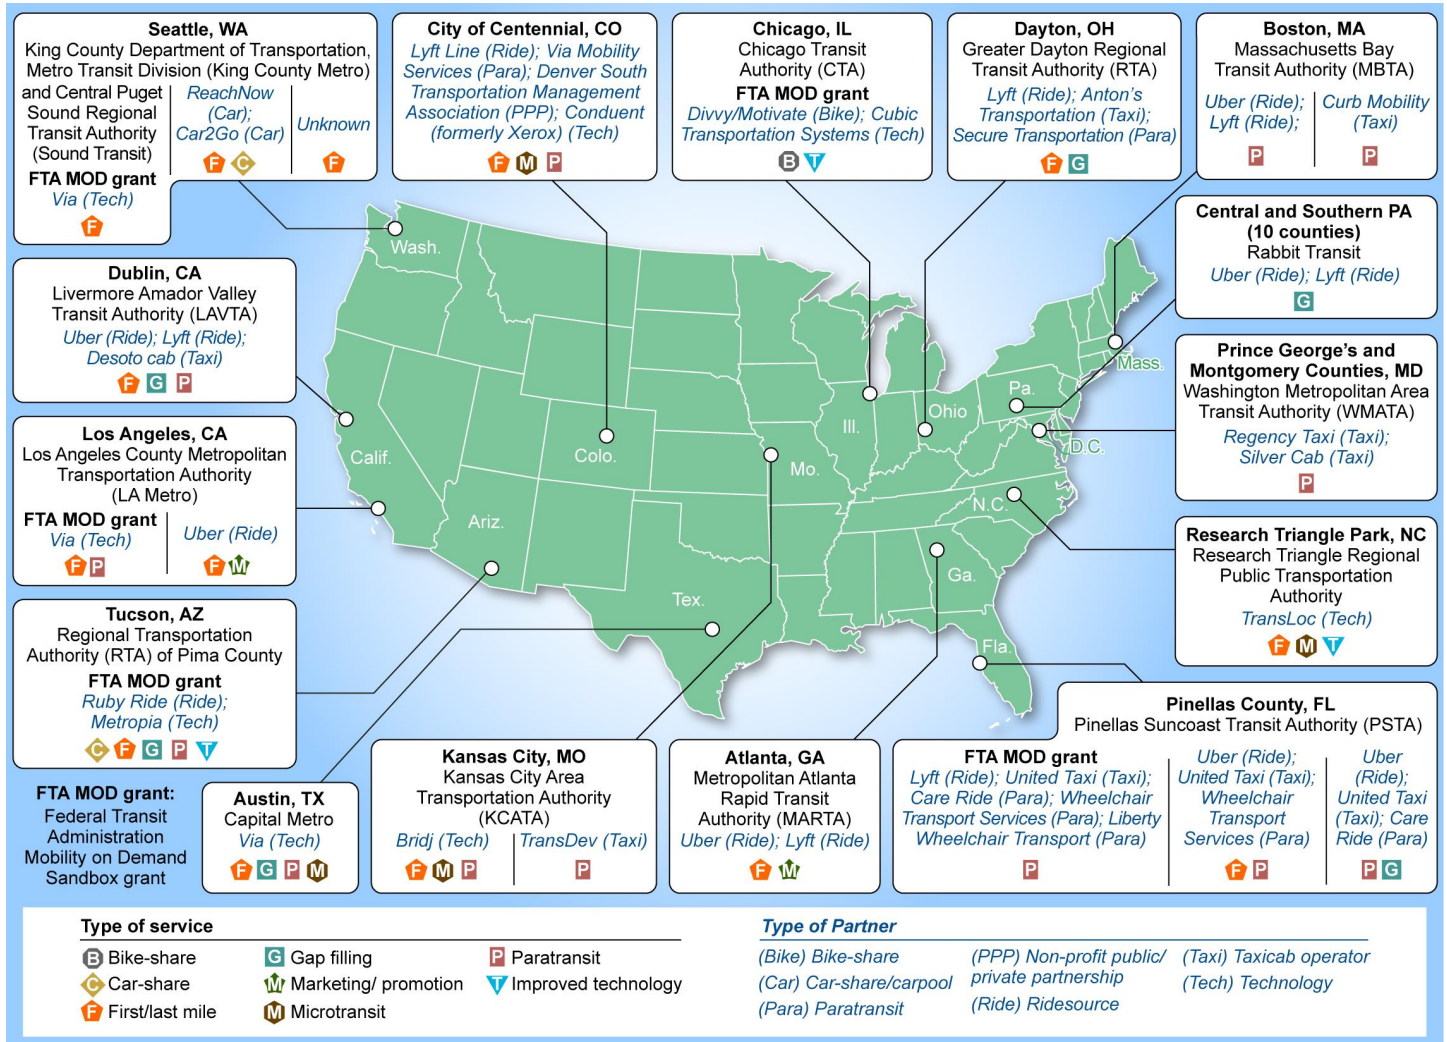 Seattle, WA
King County Department of Transportation,
Metro Transit Division (King County Metro)
and Central Puget
Sound Regional
Transit Authority
(Sound Transit)
FTA MOD grant
Via (Tech)
F
ReachNow
(Car);
Car2Go (Car)
F C
Unknown
F
City of Centennial, CO
Lyft Line (Ride); Via Mobility
Services (Para); Denver South
Transportation Management
Association (PPP); Conduent
(formerly Xerox) (Tech)
F M P
Chicago, IL
Chicago Transit
Authority (CTA)
FTA MOD grant
Divvy/Motivate (Bike); Cubic
Transportation Systems (Tech)
B T
Dayton, OH
Greater Dayton Regional
Transit Authority (RTA)
Lyft (Ride); Anton's
Transportation (Taxi);
Secure Transportation (Para)
F G
Boston, MA
Massachusetts Bay
Transit Authority (MBTA)
Uber (Ride);
Lyft (Ride);
P
Curb Mobility
(Taxi)
P
Central and Southern PA
(10 counties)
Rabbit Transit
Uber (Ride); Lyft (Ride)
G
Dublin, CA
Livermore Amador Valley
Transit Authority (LAVTA)
Uber (Ride); Lyft (Ride);
Desoto cab (Taxi)
F G P
Prince George's and
Montgomery Counties, MD
Washington Metropolitan Area
Transit Authority (WMATA)
Regency Taxi (Taxi);
Silver Cab (Taxi)
P
Los Angeles, CA
Los Angeles County Metropolitan
Transportation Authority
(LA Metro)
FTA MOD grant
Via (Tech)
F P
Uber (Ride)
F M
Research Triangle Park, NC
Research Triangle Regional
Public Transportation
Authority
TransLoc (Tech)
F M T
Tucson, AZ
Regional Transportation
Authority (RTA) of Pima County
FTA MOD grant
Ruby Ride (Ride);
Metropia (Tech)
C F G P T
Wash.
Calif.
Ariz.
Colo.
Tex.
Mo.
Ill.
Ohio
Pa.
Mass.
D.C.
N.C.
Ga.
Fla.
FTA MOD grant:
Federal Transit
Administration
Mobility on Demand
Sandbox grant
Austin, TX
Capital Metro
Via (Tech)
F G P M
Kansas City, MO
Kansas City Area
Transportation Authority
(KCATA)
Bridj (Tech)
F M P
TransDev (Taxi)
P
Atlanta, GA
Metropolitan Atlanta
Rapid Transit
Authority (MARTA)
Uber (Ride); Lyft (Ride)
F M
Pinellas County, FL
Pinellas Suncoast Transit Authority (PSTA)
FTA MOD grant
Lyft (Ride); United Taxi (Taxi);
Care Ride (Para); Wheelchair
Transport Services (Para); Liberty
Wheelchair Transport (Para)
P
Uber (Ride);
United Taxi (Taxi);
Wheelchair
Transport
Services (Para)
F P
Uber
(Ride);
United Taxi
(Taxi); Care
Ride (Para)
P G
Type of service
B Bike-share
C Car-share
F First/last mile
G Gap filling
M Marketing/ promotion
M Microtransit
P Paratransit
T Improved technology
Type of Partner
(Bike) Bike-share
(Car) Car-share/carpool
(Para) Paratransit
(PPP) Non-profit public/
private partnership
(Ride) Ridesource
(Taxi) Taxicab operator
(Tech) Technology